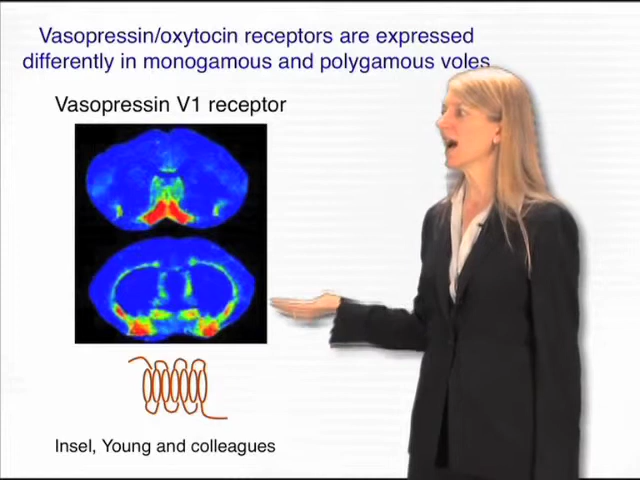 Vasopressin/oxytocin receptors are expressed
differently in monogamous and polygamous voles
Vasopressin V1 receptor
Insel, Young and colleagues